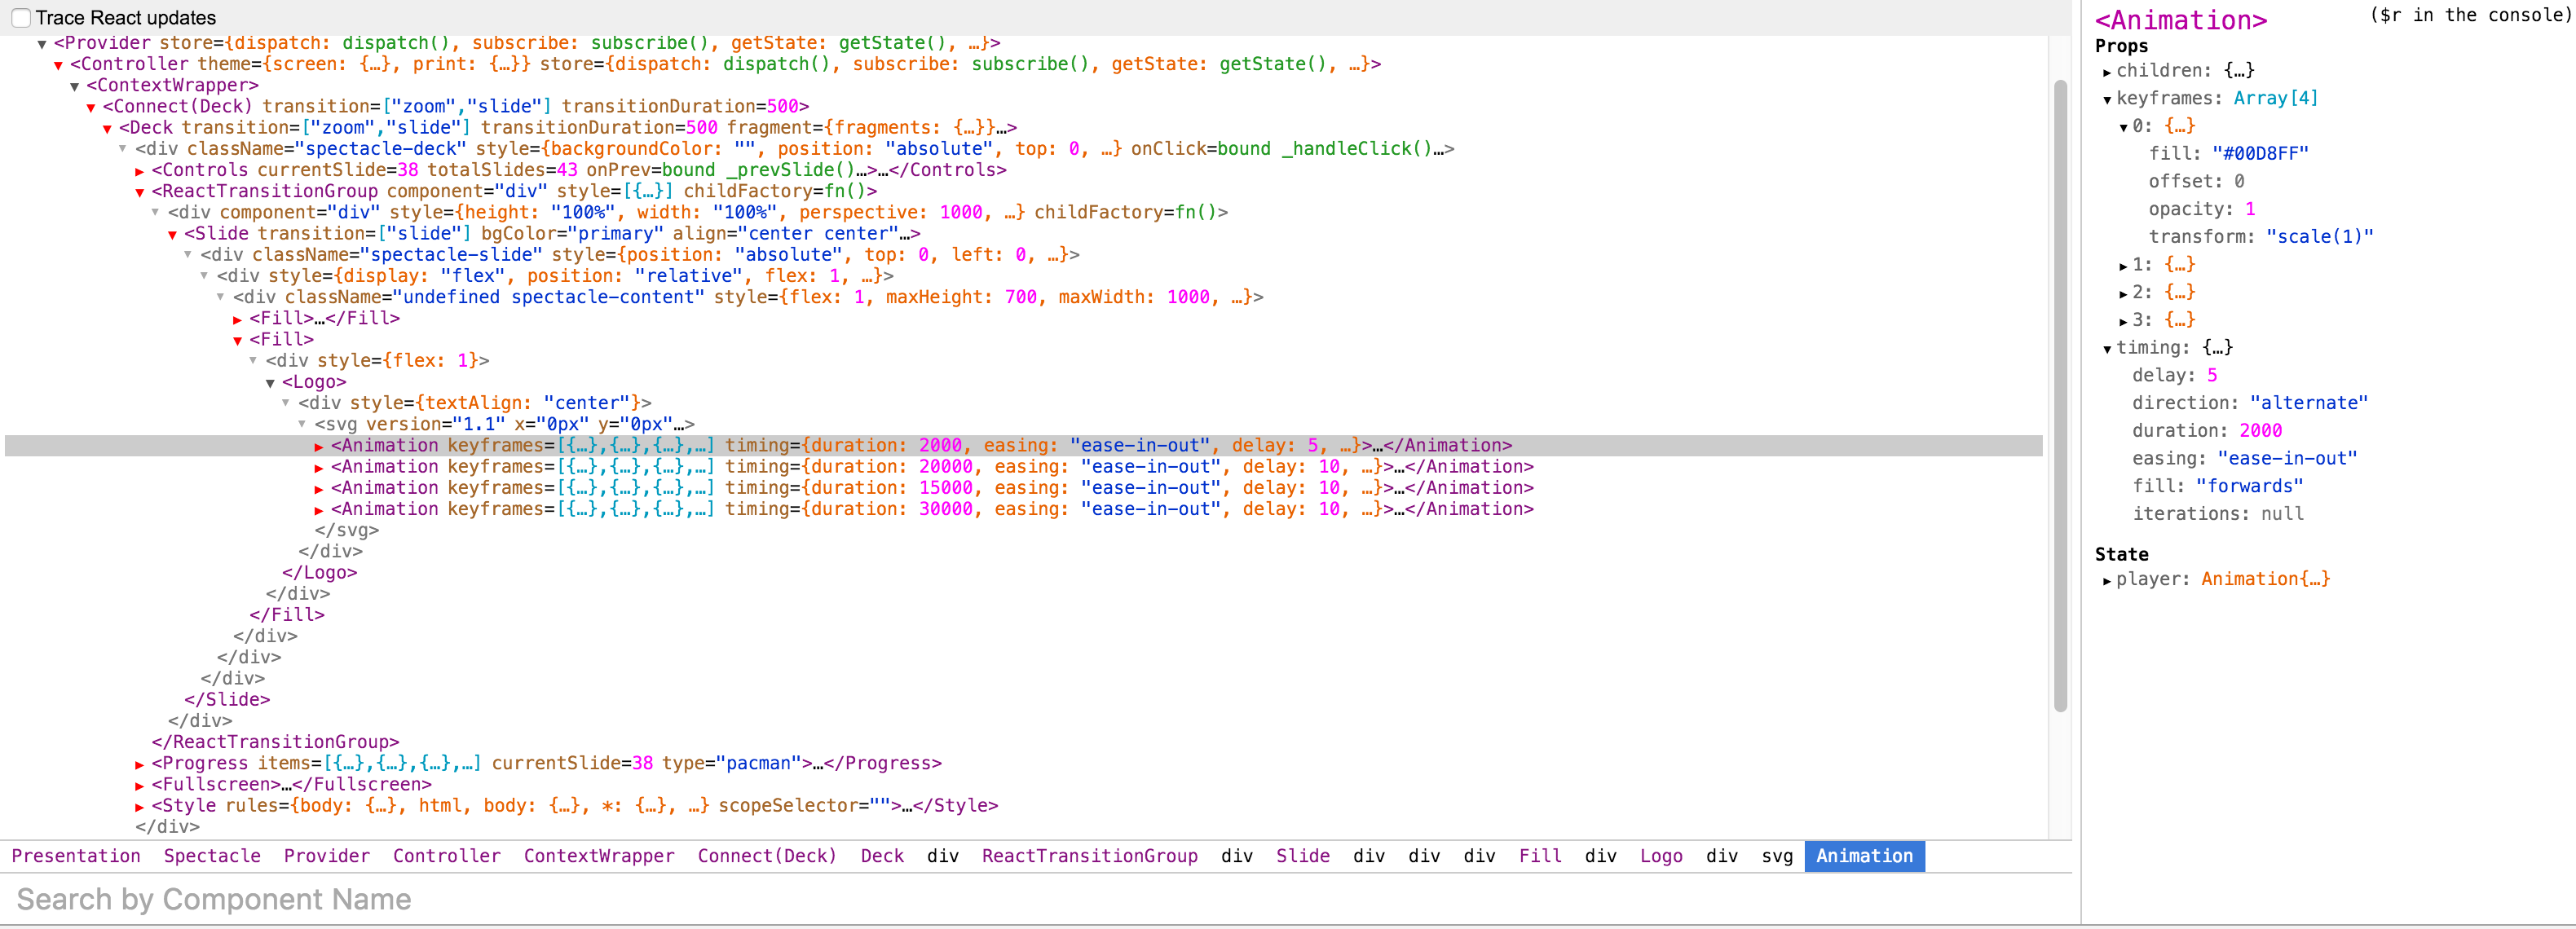 Trace React updates
▼ <Provider store={dispatch: dispatch(), subscribe: subscribe(), getState: getState(), …}>
▼ <Controller theme={screen: {…}, print: {…}} store={dispatch: dispatch(), subscribe: subscribe(), getState: getState(), …}>
▼ <ContextWrapper>
▼ <Connect(Deck) transition=["zoom","slide"] transitionDuration=500>
▼ <Deck transition=["zoom","slide"] transitionDuration=500 fragment={fragments: {…}}…>
▼ <div className="spectacle-deck" style={backgroundColor: "", position: "absolute", top: 0, …} onClick=bound _handleClick()…>
▶ <Controls currentSlide=38 totalSlides=43 onPrev=bound _prevSlide()…>…</Controls>
▼ <ReactTransitionGroup component="div" style=[{…}] childFactory=fn()>
▼ <div component="div" style={height: "100%", width: "100%", perspective: 1000, …} childFactory=fn()>
▼ <Slide transition=["slide"] bgColor="primary" align="center center"…>
▼ <div className="spectacle-slide" style={position: "absolute", top: 0, left: 0, …}>
▼ <div style={display: "flex", position: "relative", flex: 1, …}>
▼ <div className="undefined spectacle-content" style={flex: 1, maxHeight: 700, maxWidth: 1000, …}>
▶ <Fill>…</Fill>
▼ <Fill>
▼ <div style={flex: 1}>
▼ <Logo>
▼ <div style={textAlign: "center"}>
▼ <svg version="1.1" x="0px" y="0px"…>
▶ <Animation keyframes=[{…},{…},{…},…] timing={duration: 2000, easing: "ease-in-out", delay: 5, …}>…</Animation>
▶ <Animation keyframes=[{…},{…},{…},…] timing={duration: 20000, easing: "ease-in-out", delay: 10, …}>…</Animation>
▶ <Animation keyframes=[{…},{…},{…},…] timing={duration: 15000, easing: "ease-in-out", delay: 10, …}>…</Animation>
▶ <Animation keyframes=[{…},{…},{…},…] timing={duration: 30000, easing: "ease-in-out", delay: 10, …}>…</Animation>
</svg>
</div>
</Logo>
</div>
</Fill>
</div>
</div>
</div>
</Slide>
</div>
</ReactTransitionGroup>
▶ <Progress items=[{…},{…},{…},…] currentSlide=38 type="pacman">…</Progress>
▶ <Fullscreen>…</Fullscreen>
▶ <Style rules={body: {…}, html, body: {…}, *: {…}, …} scopeSelector="">…</Style>
</div>
Presentation Spectacle Provider Controller ContextWrapper Connect(Deck) Deck div ReactTransitionGroup div Slide div div div Fill div Logo div svg Animation
Search by Component Name
<Animation> ($r in the console)
Props
▶ children: {…}
▼ keyframes: Array[4]
▼ 0: {…}
fill: "#00D8FF"
offset: 0
opacity: 1
transform: "scale(1)"
▶ 1: {…}
▶ 2: {…}
▶ 3: {…}
▼ timing: {…}
delay: 5
direction: "alternate"
duration: 2000
easing: "ease-in-out"
fill: "forwards"
iterations: null
State
▶ player: Animation{…}